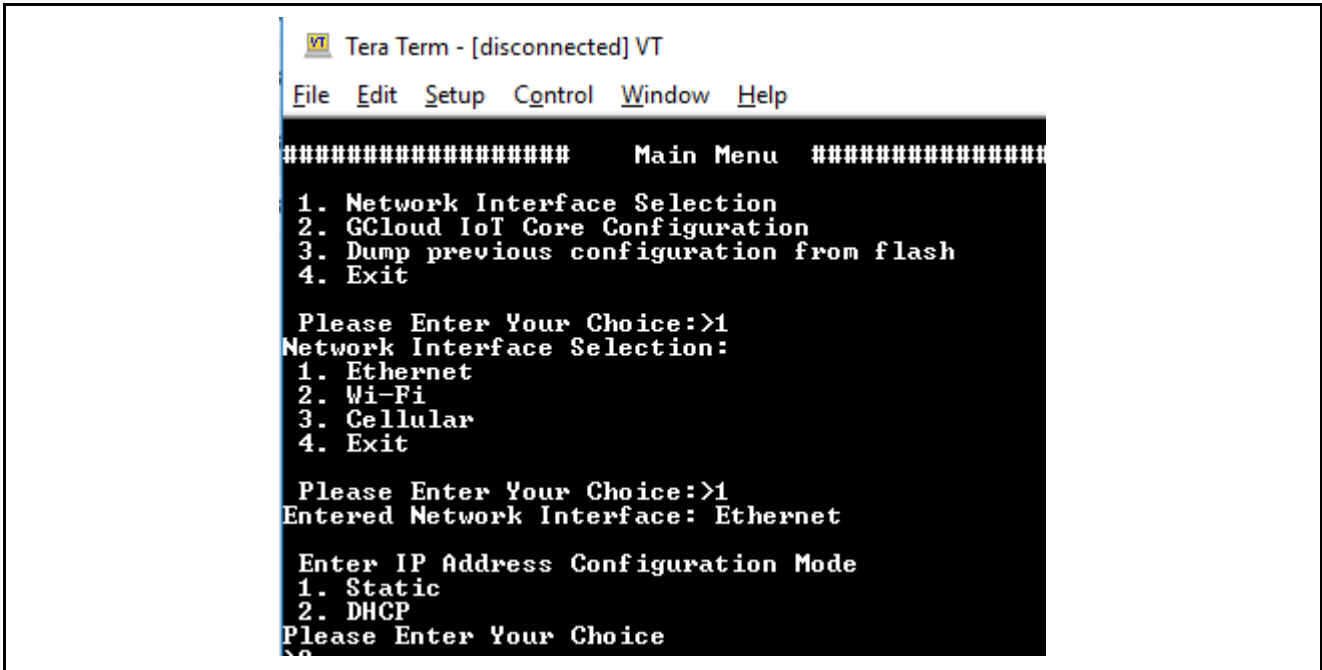 Tera Term - [disconnected] VT
File Edit Setup Control Window Help
################## Main Menu ###############
1. Network Interface Selection
2. GCloud IoT Core Configuration
3. Dump previous configuration from flash
4. Exit
Please Enter Your Choice:>1
Network Interface Selection:
1. Ethernet
2. Wi-Fi
3. Cellular
4. Exit
Please Enter Your Choice:>1
Entered Network Interface: Ethernet
Enter IP Address Configuration Mode
1. Static
2. DHCP
Please Enter Your Choice